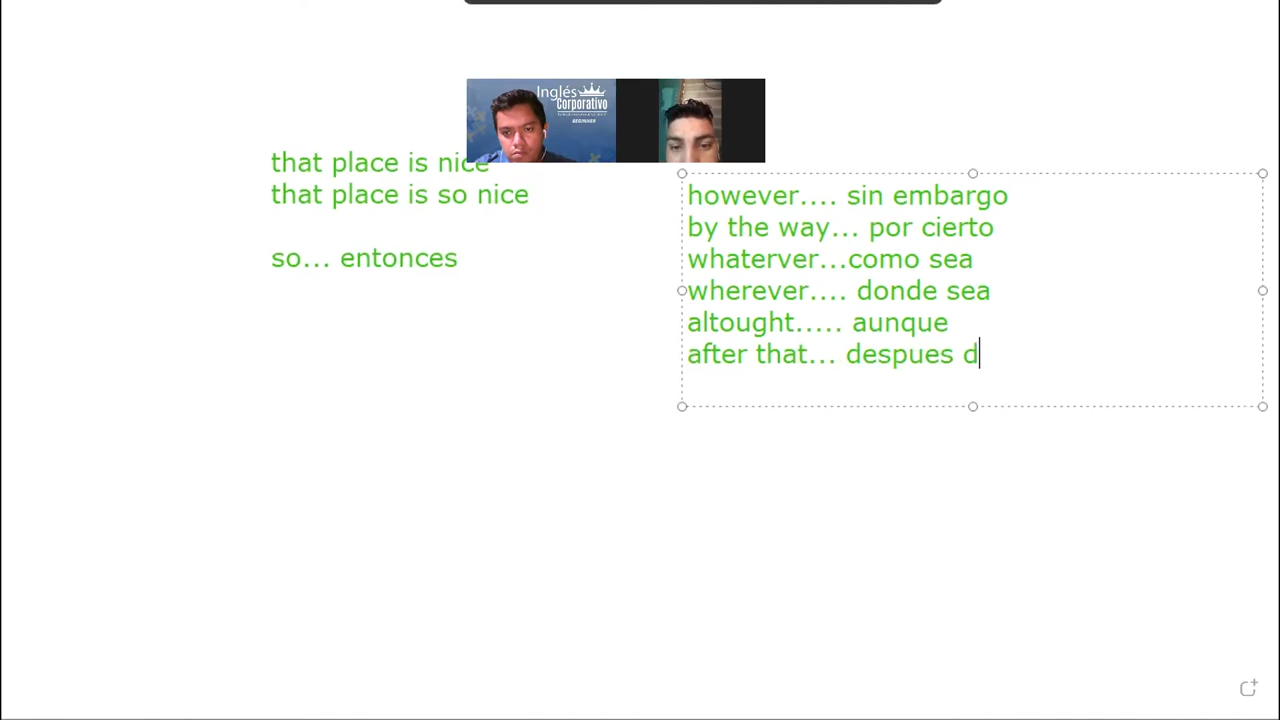 Inglés
Corporativo
BEGINNER
that place is nice
that place is so nice
so... entonces
however.... sin embargo
by the way... por cierto
whaterver...como sea
wherever.... donde sea
altought..... aunque
after that... despues d